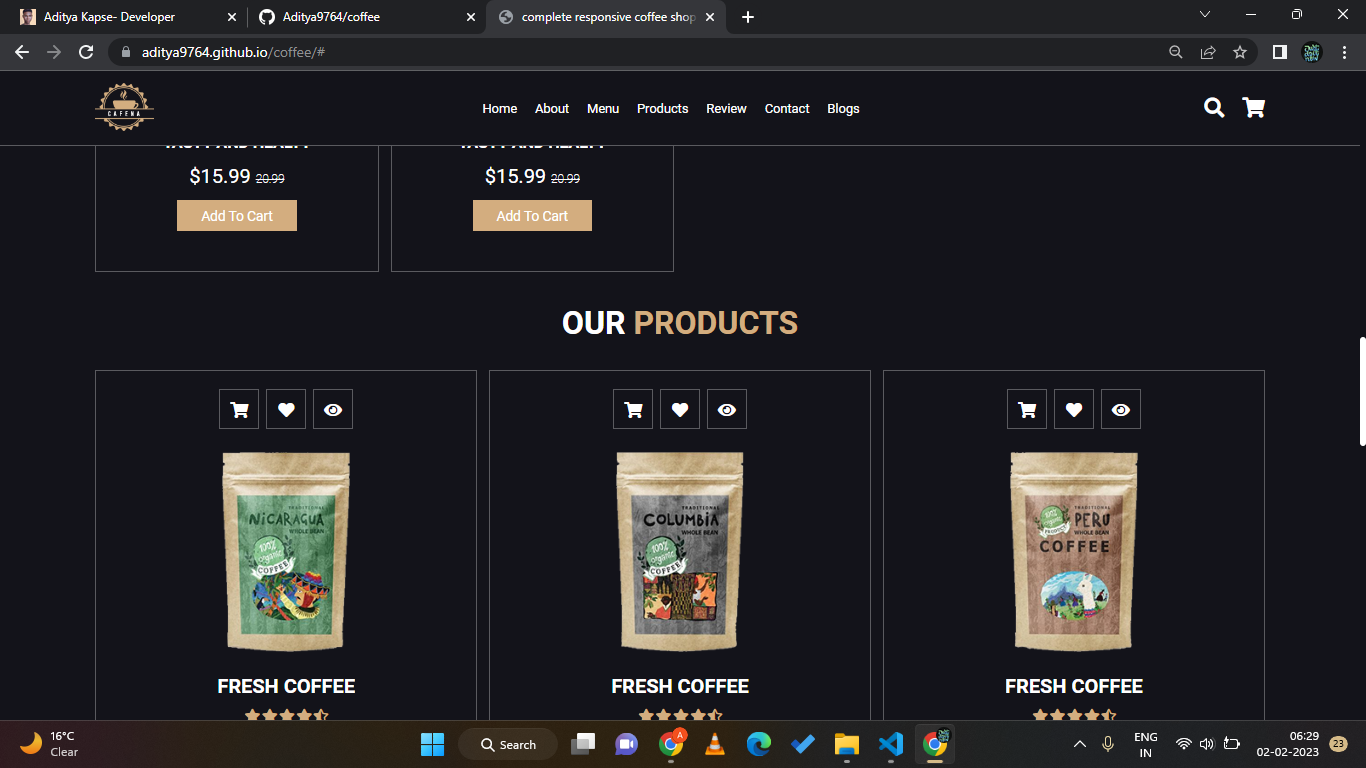 Aditya Kapse- Developer
Aditya9764/coffee
complete responsive coffee shop
aditya9764.github.io/coffee/#
CAFENA
Home About Menu Products Review Contact Blogs
$15.99 20.99
$15.99 20.99
Add To Cart
Add To Cart
OUR PRODUCTS
TRADITIONAL
NICARAGUA
WHOLE BEAN
100%
Organic
COFFEE
TRADITIONAL
COLUMBIA
WHOLE BEAN
100%
Organic
COFFEE
TRADITIONAL
PERU
WHOLE BEAN
100%
Organic
PRODUCT
COFFEE
FRESH COFFEE
FRESH COFFEE
FRESH COFFEE
16°C
Clear
Search
A
ENG
IN
06:29
02-02-2023
23